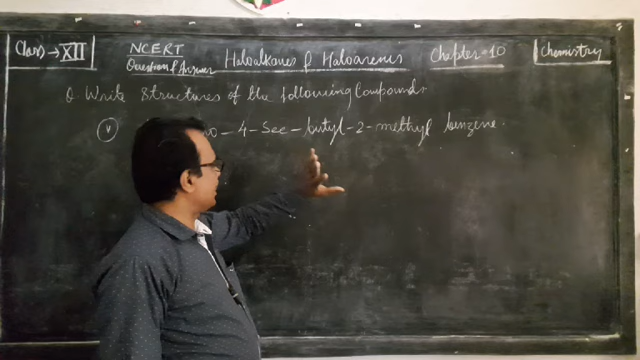 Class → XII
NCERT
Question & Answer
Haloalkanes & Haloarenes
Chapter-10
Chemistry
Q Write Structures of the following Compounds.
(V) - 4 - Sec - butyl - 2 - methyl benzene.